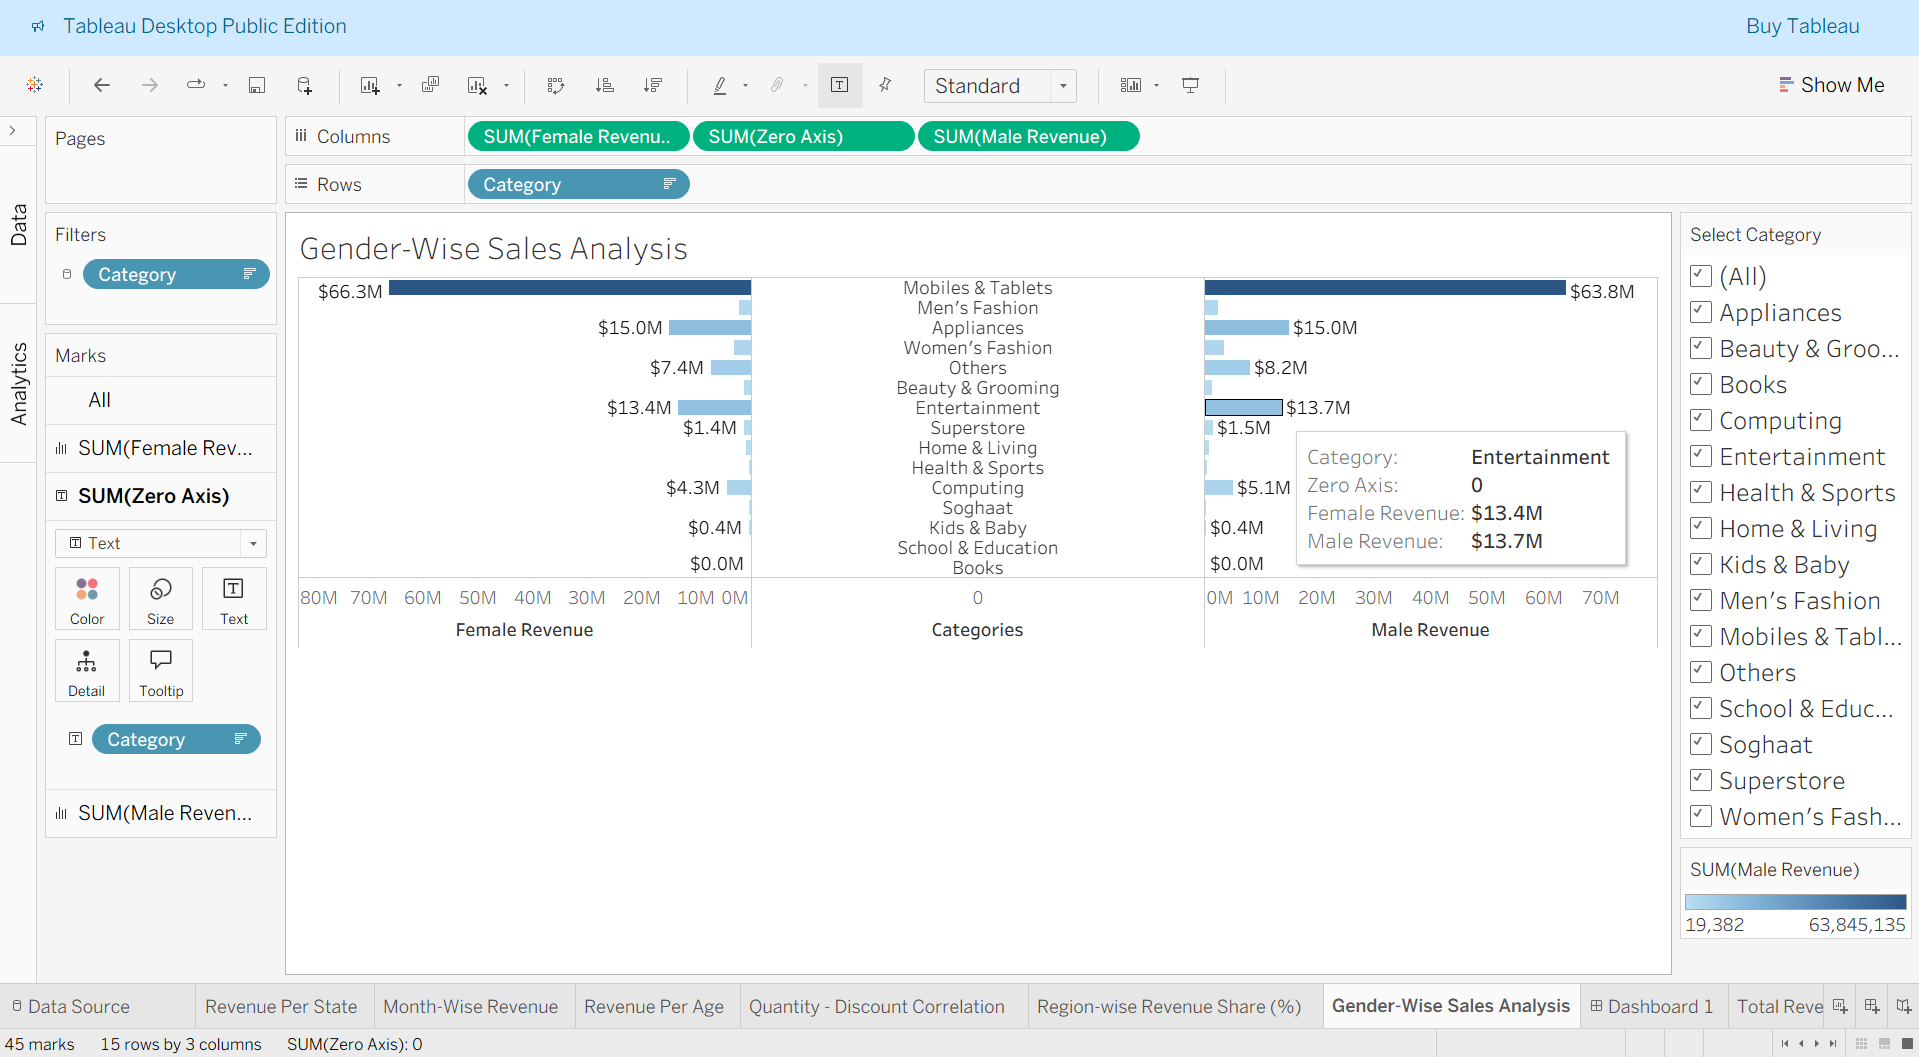 Tableau Desktop Public Edition
Buy Tableau
Standard
Show Me
Data
Analytics
Pages
Columns
SUM(Female Revenu..
SUM(Zero Axis)
SUM(Male Revenue)
Rows
Category
Filters
Category
Marks
All
SUM(Female Rev...
SUM(Zero Axis)
Text
Color
Size
Text
Detail
Tooltip
Category
SUM(Male Reven...
Gender-Wise Sales Analysis
$66.3M Mobiles & Tablets $63.8M
Men's Fashion
$15.0M Appliances $15.0M
Women's Fashion
$7.4M Others $8.2M
Beauty & Grooming
$13.4M Entertainment $13.7M
$1.4M Superstore $1.5M
Home & Living
Health & Sports
$4.3M Computing $5.1M
Soghaat
$0.4M Kids & Baby $0.4M
School & Education
$0.0M Books $0.0M
Category: Entertainment
Zero Axis: 0
Female Revenue: $13.4M
Male Revenue: $13.7M
80M 70M 60M 50M 40M 30M 20M 10M 0M 0 0M 10M 20M 30M 40M 50M 60M 70M
Female Revenue Categories Male Revenue
Select Category
(All)
Appliances
Beauty & Groo...
Books
Computing
Entertainment
Health & Sports
Home & Living
Kids & Baby
Men's Fashion
Mobiles & Tabl...
Others
School & Educ...
Soghaat
Superstore
Women's Fash...
SUM(Male Revenue)
19,382 63,845,135
Data Source
Revenue Per State
Month-Wise Revenue
Revenue Per Age
Quantity - Discount Correlation
Region-wise Revenue Share (%)
Gender-Wise Sales Analysis
Dashboard 1
Total Reve
45 marks 15 rows by 3 columns SUM(Zero Axis): 0